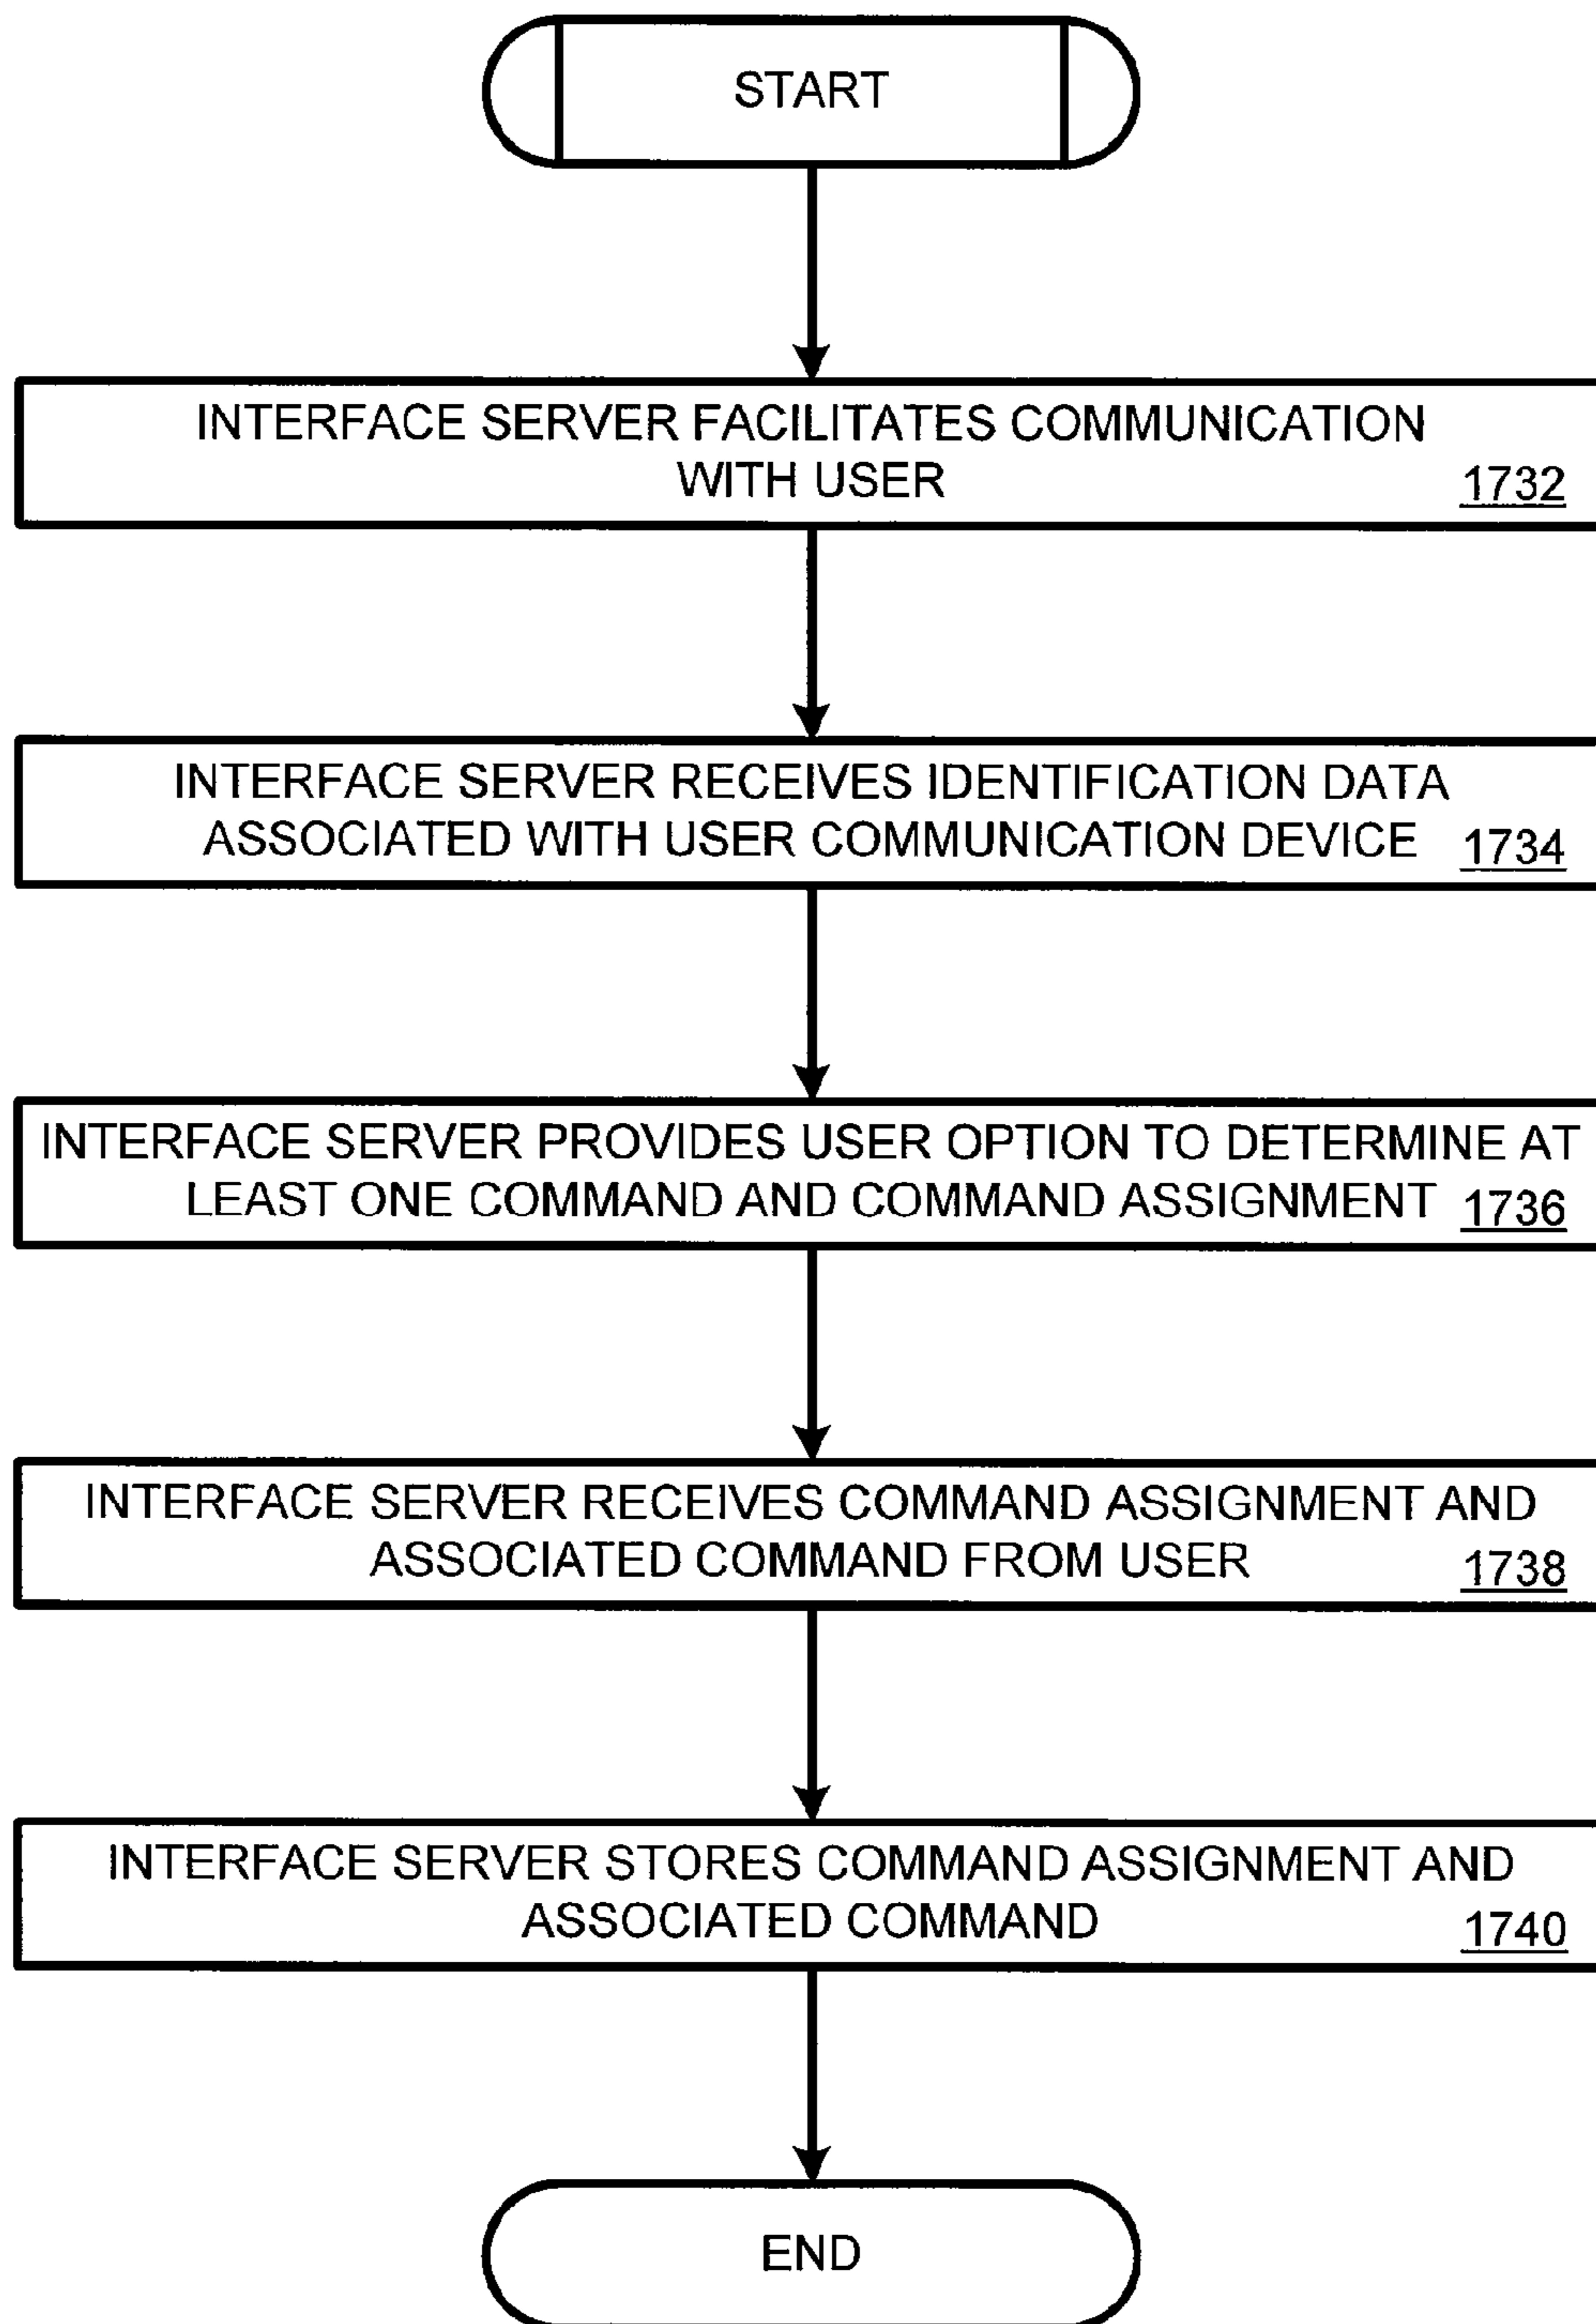 START
INTERFACE SERVER FACILITATES COMMUNICATION
WITH USER
1732
INTERFACE SERVER RECEIVES IDENTIFICATION DATA
ASSOCIATED WITH USER COMMUNICATION DEVICE
1734
INTERFACE SERVER PROVIDES USER OPTION TO DETERMINE AT
LEAST ONE COMMAND AND COMMAND ASSIGNMENT
1736
INTERFACE SERVER RECEIVES COMMAND ASSIGNMENT AND
ASSOCIATED COMMAND FROM USER
1738
INTERFACE SERVER STORES COMMAND ASSIGNMENT AND
ASSOCIATED COMMAND
1740
END